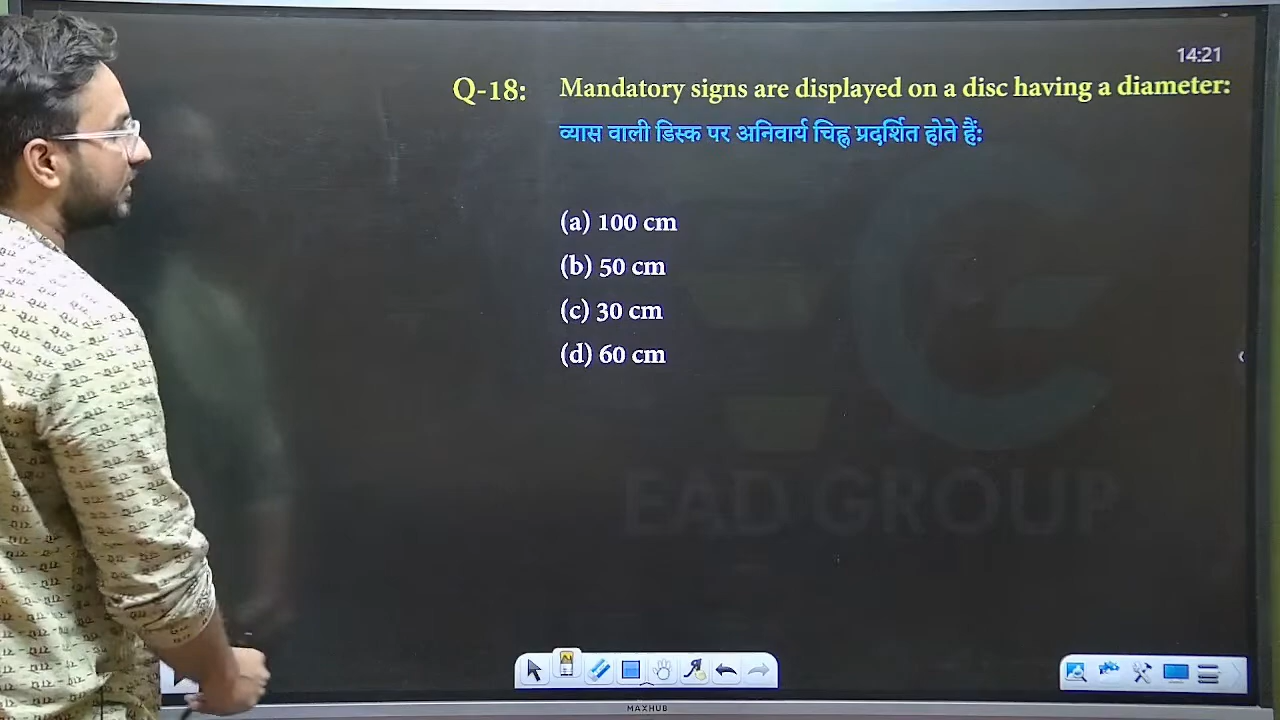 14:21
Q-18: Mandatory signs are displayed on a disc having a diameter:
व्यास वाली डिस्क पर अनिवार्य चिह्न प्रदर्शित होते हैं:
(a) 100 cm
(b) 50 cm
(c) 30 cm
(d) 60 cm
EAD GROUP
MAXHUB